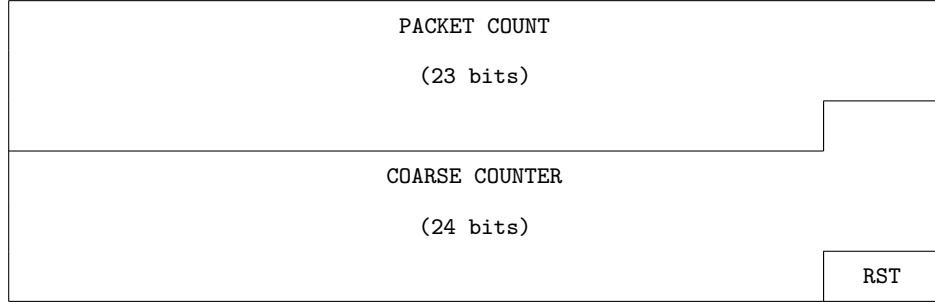 PACKET COUNT
(23 bits)
COARSE COUNTER
(24 bits)
RST